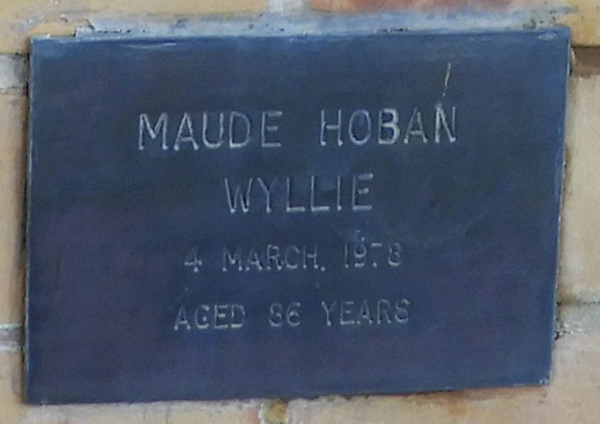 MAUDE HOBAN
WYLLIE
4 MARCH, 1978
AGED 86 YEARS